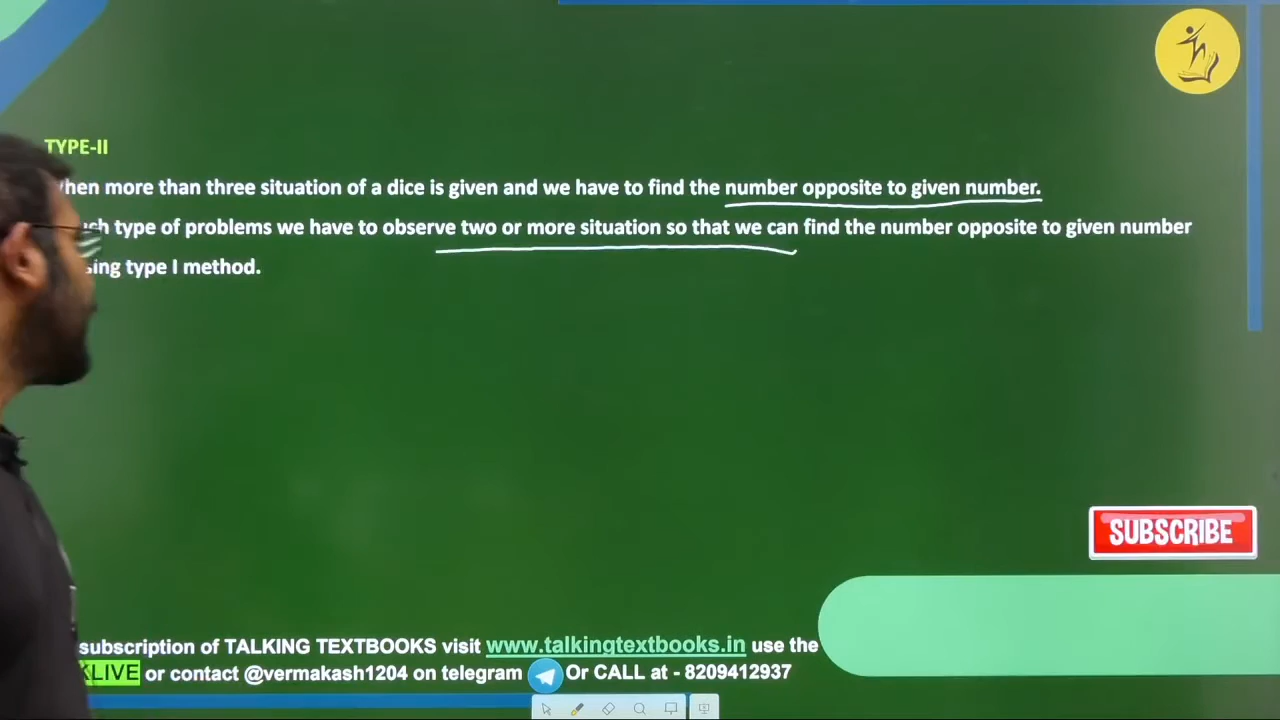 TYPE-II
hen more than three situation of a dice is given and we have to find the number opposite to given number.
ch type of problems we have to observe two or more situation so that we can find the number opposite to given number
sing type I method.
SUBSCRIBE
subscription of TALKING TEXTBOOKS visit www.talkingtextbooks.in use the
KLIVE or contact @vermakash1204 on telegram Or CALL at - 8209412937